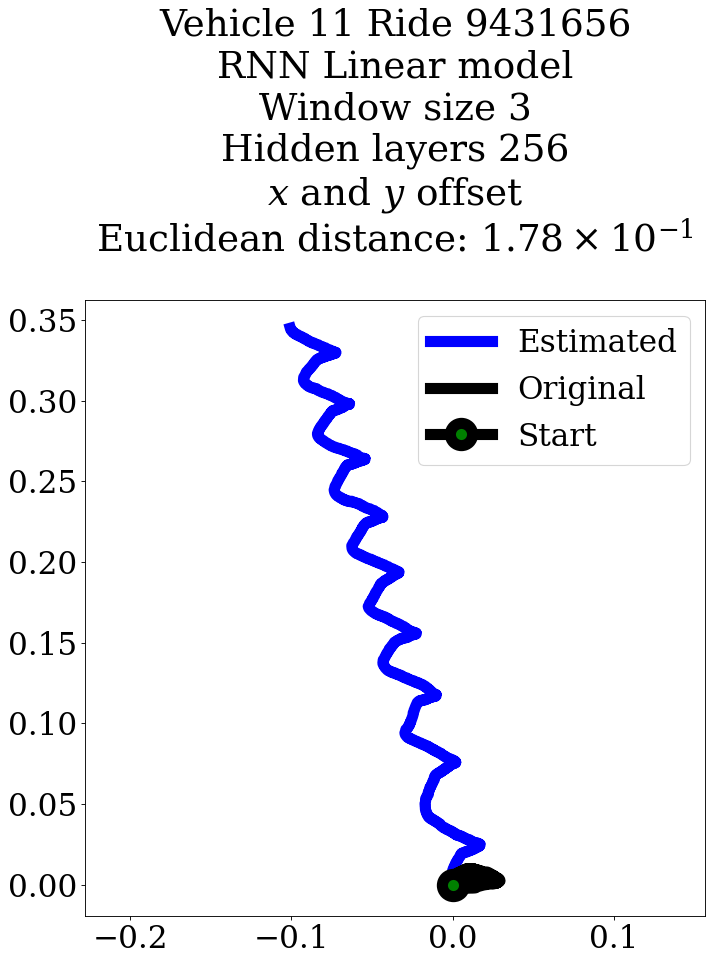 Vehicle 11 Ride 9431656
RNN Linear model
Window size 3
Hidden layers 256
x and y offset
Euclidean distance: 1.78 × 10⁻¹
0.35
0.30
0.25
0.20
0.15
0.10
0.05
0.00
Estimated
Original
Start
−0.2
−0.1
0.0
0.1